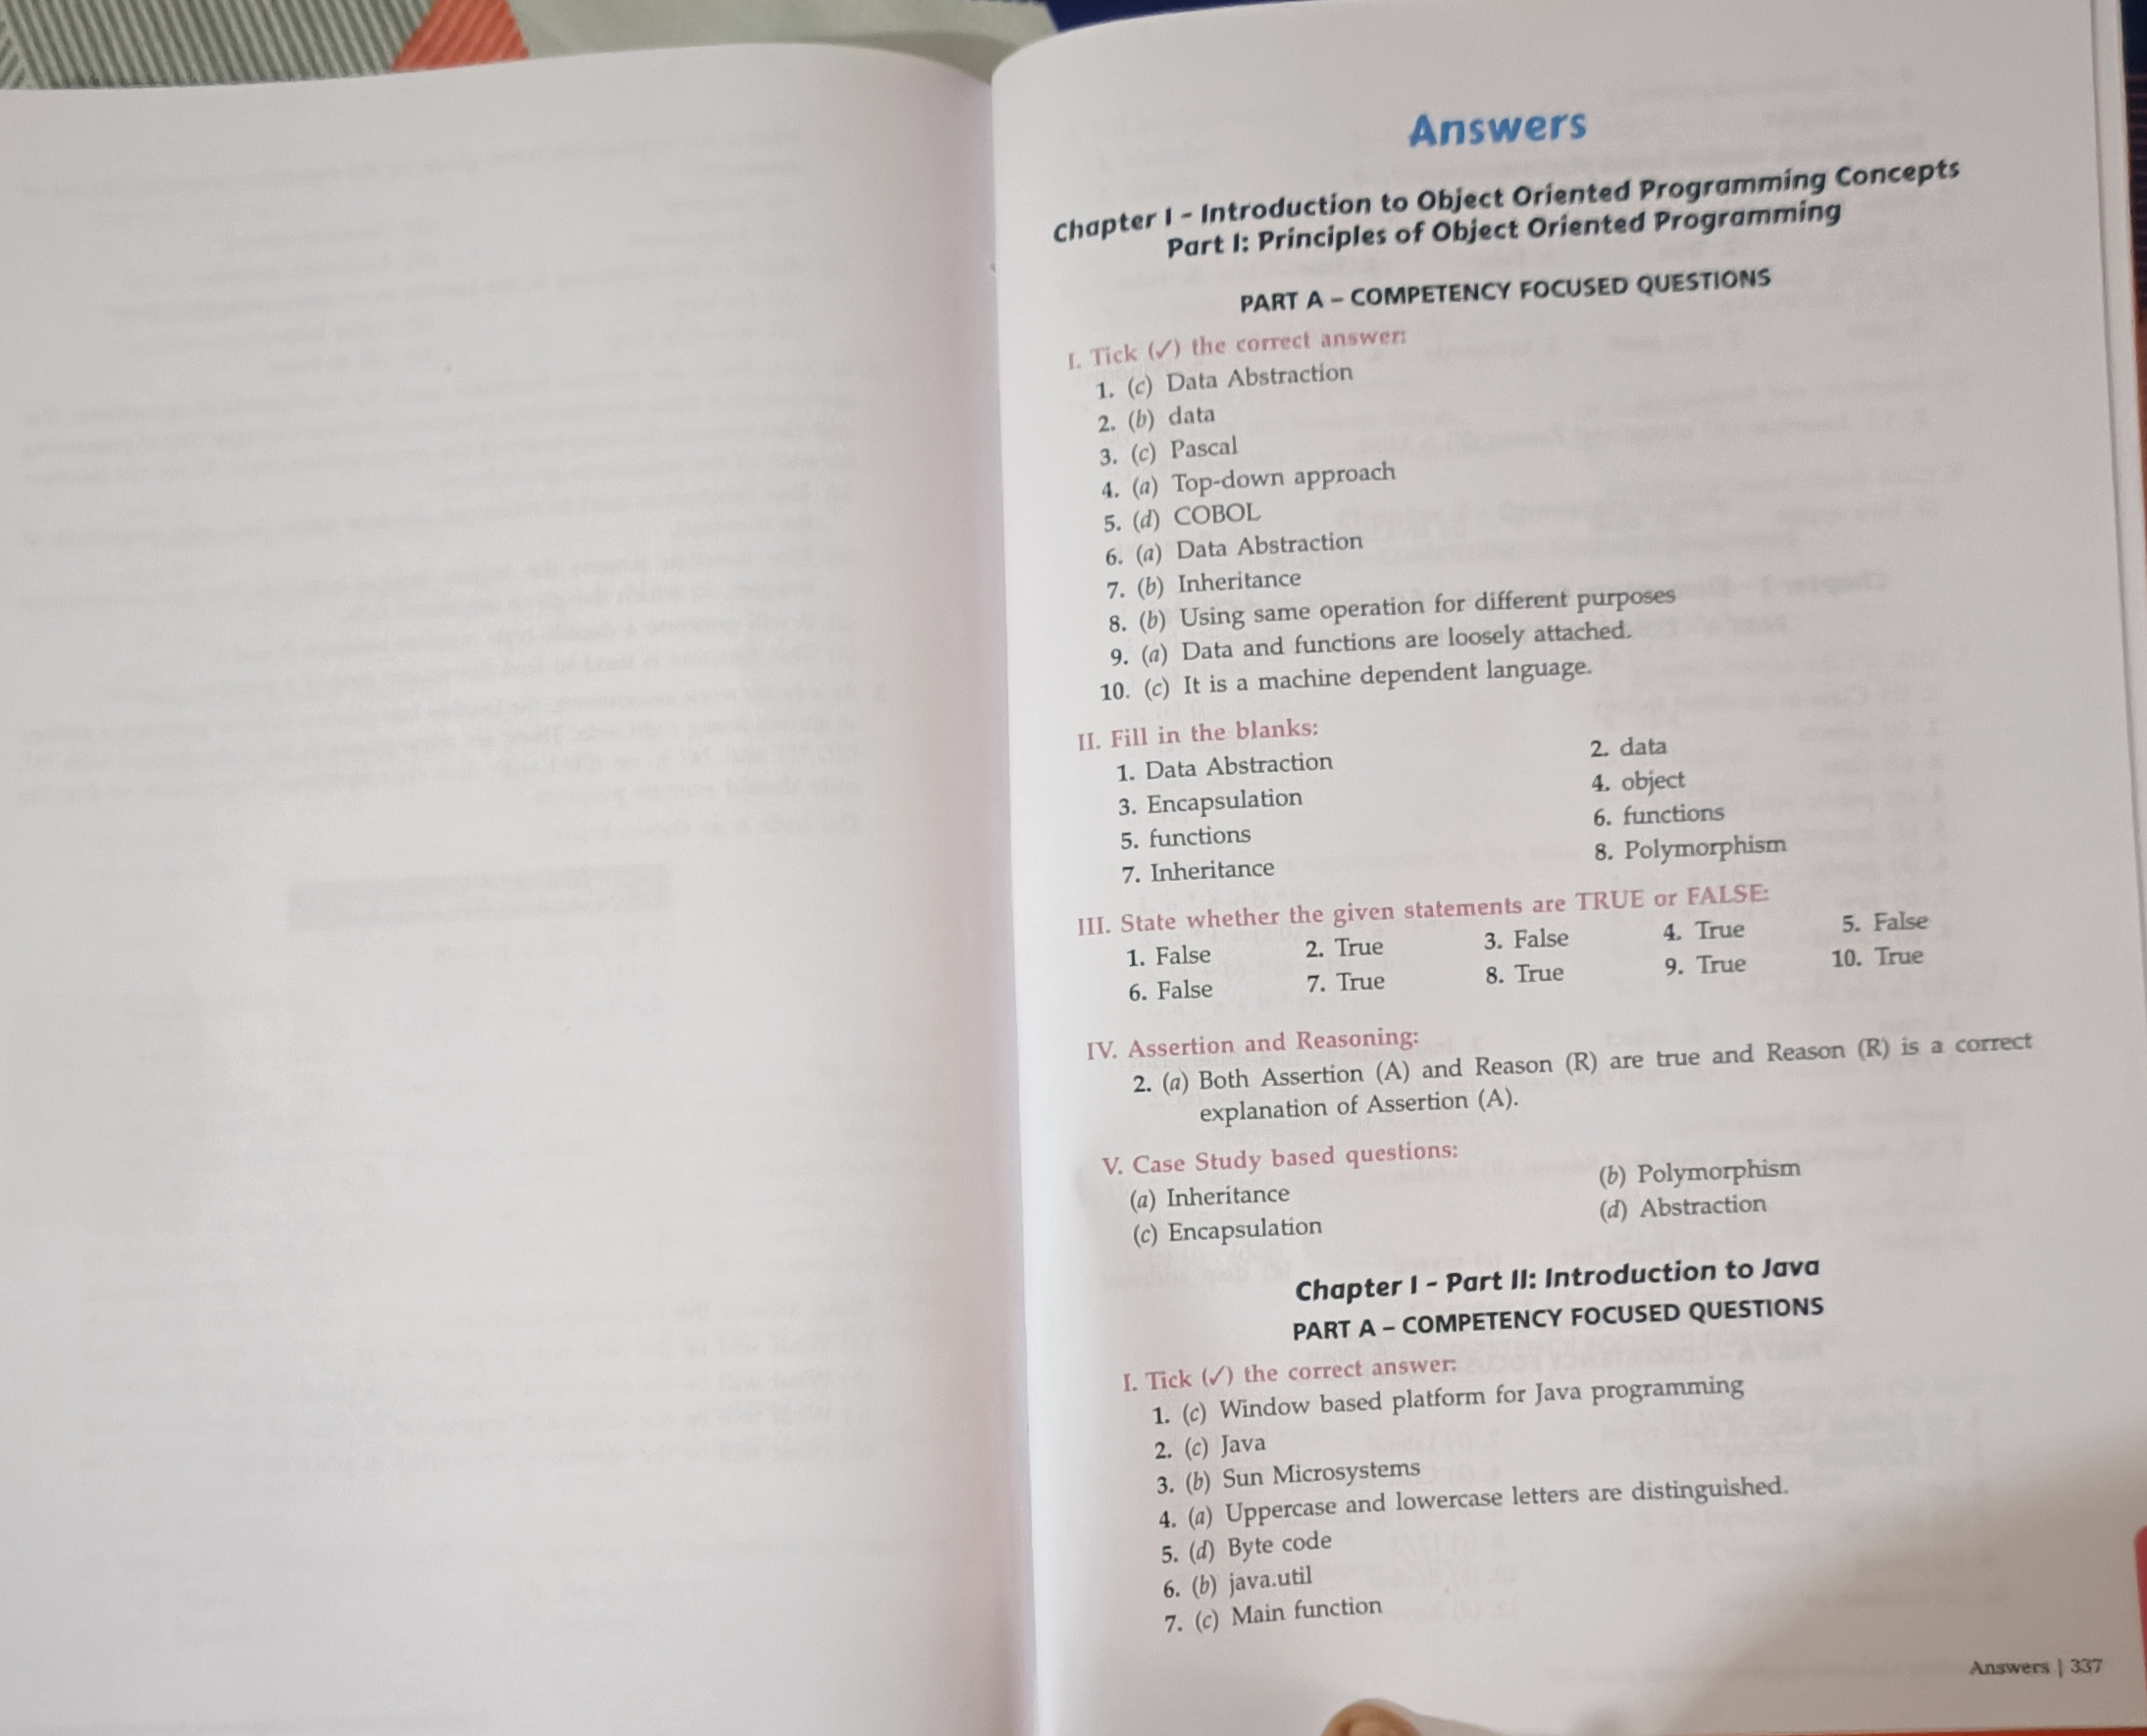 Answers
Chapter 1 - Introduction to Object Oriented Programming Concepts
Part I: Principles of Object Oriented Programming
PART A – COMPETENCY FOCUSED QUESTIONS
I. Tick (✓) the correct answer:
1. (c) Data Abstraction
2. (b) data
3. (c) Pascal
4. (a) Top-down approach
5. (d) COBOL
6. (a) Data Abstraction
7. (b) Inheritance
8. (b) Using same operation for different purposes
9. (a) Data and functions are loosely attached.
10. (c) It is a machine dependent language.
II. Fill in the blanks:
1. Data Abstraction 2. data
3. Encapsulation 4. object
5. functions 6. functions
7. Inheritance 8. Polymorphism
III. State whether the given statements are TRUE or FALSE:
1. False 2. True 3. False 4. True 5. False
6. False 7. True 8. True 9. True 10. True
IV. Assertion and Reasoning:
2. (a) Both Assertion (A) and Reason (R) are true and Reason (R) is a correct
explanation of Assertion (A).
V. Case Study based questions:
(a) Inheritance (b) Polymorphism
(c) Encapsulation (d) Abstraction
Chapter 1 - Part II: Introduction to Java
PART A – COMPETENCY FOCUSED QUESTIONS
I. Tick (✓) the correct answer:
1. (c) Window based platform for Java programming
2. (c) Java
3. (b) Sun Microsystems
4. (a) Uppercase and lowercase letters are distinguished.
5. (d) Byte code
6. (b) java.util
7. (c) Main function
Answers | 337